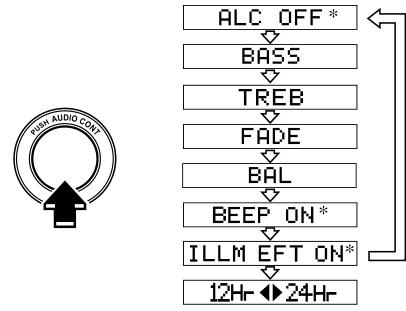 PUSH AUDIO CONT
ALC OFF*
BASS
TREB
FADE
BAL
BEEP ON*
ILLM EFT ON*
12Hr ◀▶ 24Hr